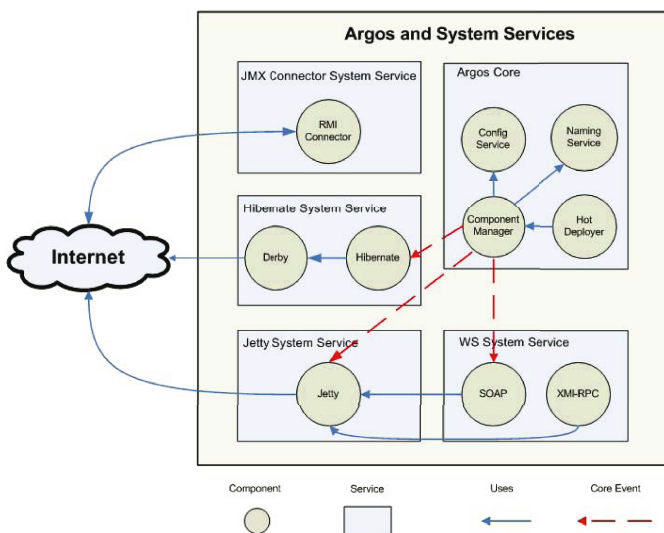 Argos and System Services
JMX Connector System Service
RMI
Connector
Argos Core
Config
Service
Naming
Service
Component
Manager
Hot
Deployer
Internet
Hibernate System Service
Derby
Hibernate
Jetty System Service
Jetty
WS System Service
SOAP
XMI-RPC
Component
Service
Uses
Core Event